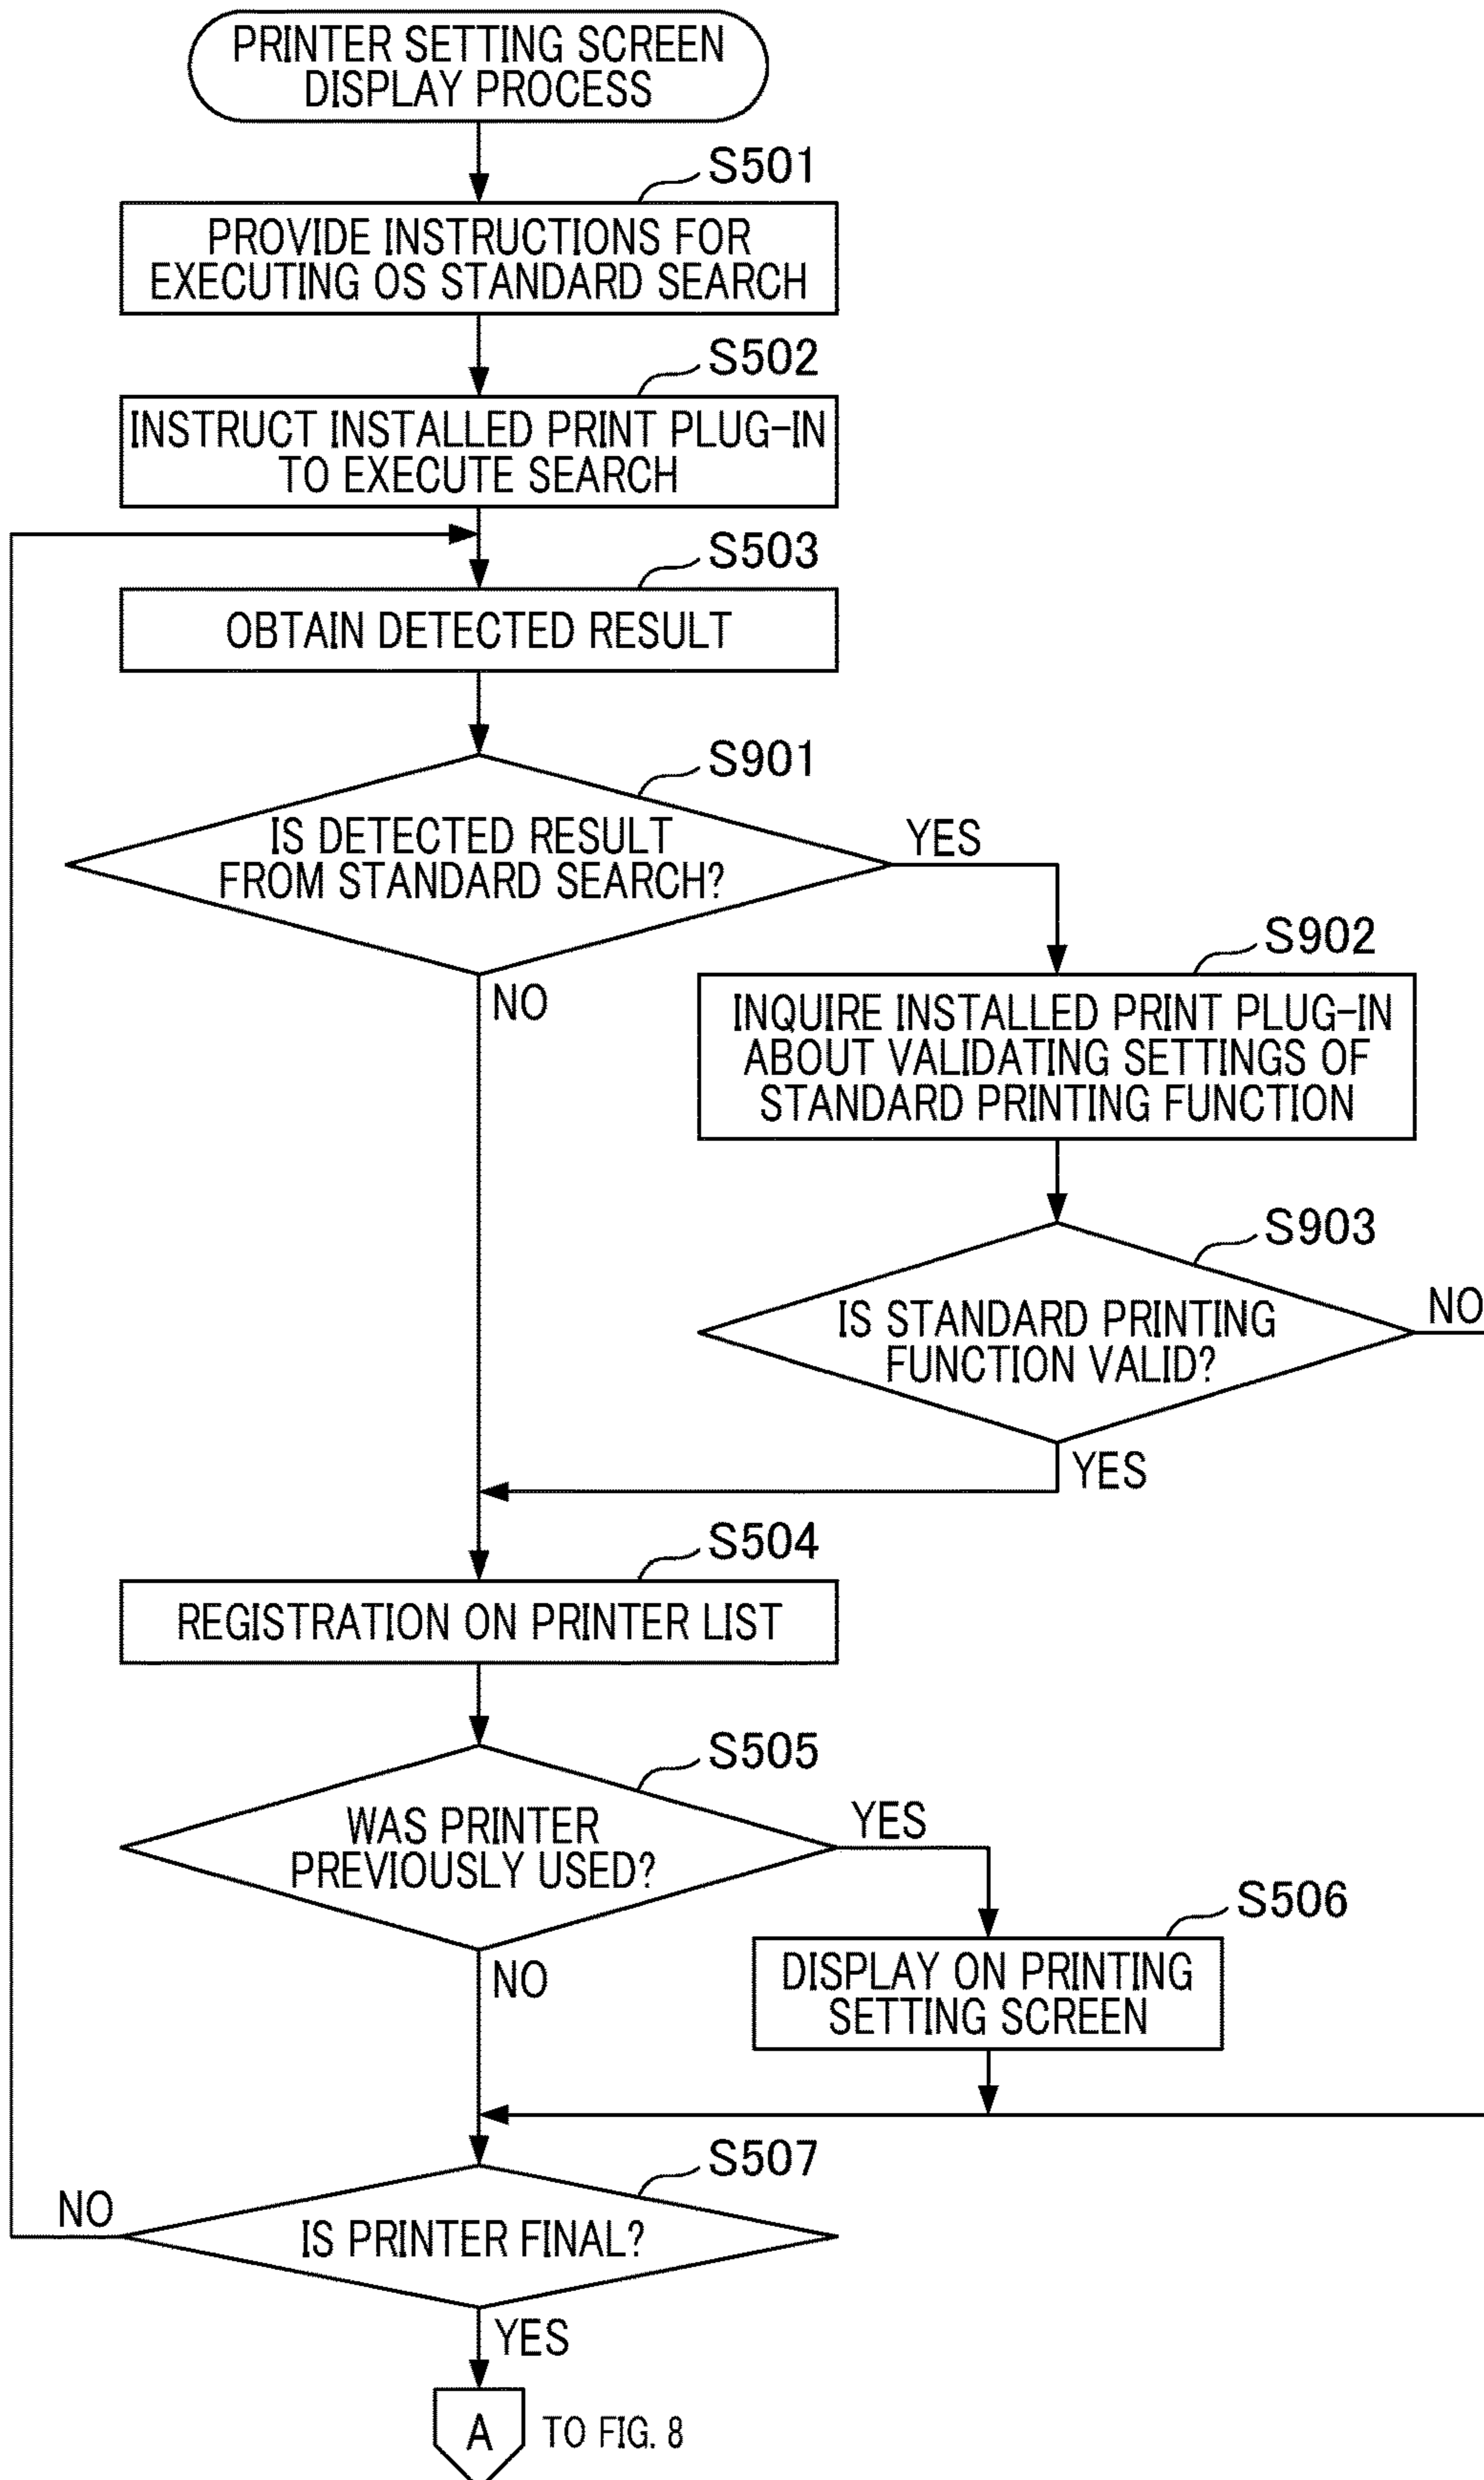 PRINTER SETTING SCREEN
DISPLAY PROCESS
S501
PROVIDE INSTRUCTIONS FOR
EXECUTING OS STANDARD SEARCH
S502
INSTRUCT INSTALLED PRINT PLUG-IN
TO EXECUTE SEARCH
S503
OBTAIN DETECTED RESULT
S901
IS DETECTED RESULT
FROM STANDARD SEARCH?
YES
NO
S902
INQUIRE INSTALLED PRINT PLUG-IN
ABOUT VALIDATING SETTINGS OF
STANDARD PRINTING FUNCTION
S903
IS STANDARD PRINTING
FUNCTION VALID?
NO
YES
S504
REGISTRATION ON PRINTER LIST
S505
WAS PRINTER
PREVIOUSLY USED?
YES
NO
S506
DISPLAY ON PRINTING
SETTING SCREEN
S507
IS PRINTER FINAL?
NO
YES
A
TO FIG. 8